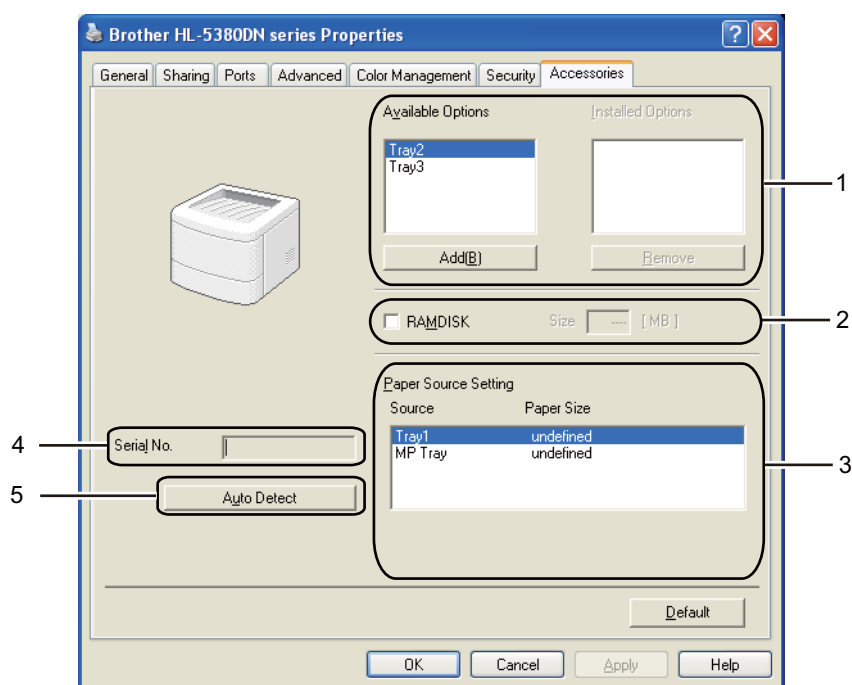 Brother HL-5380DN series Properties
General Sharing Ports Advanced Color Management Security Accessories
Available Options Installed Options
Tray2
Tray3
1
Add(B) Remove
RAMDISK Size ---- [ MB ]
2
Paper Source Setting
Source Paper Size
Tray1 undefined
MP Tray undefined
3
4
Serial No.
5
Auto Detect
Default
OK Cancel Apply Help